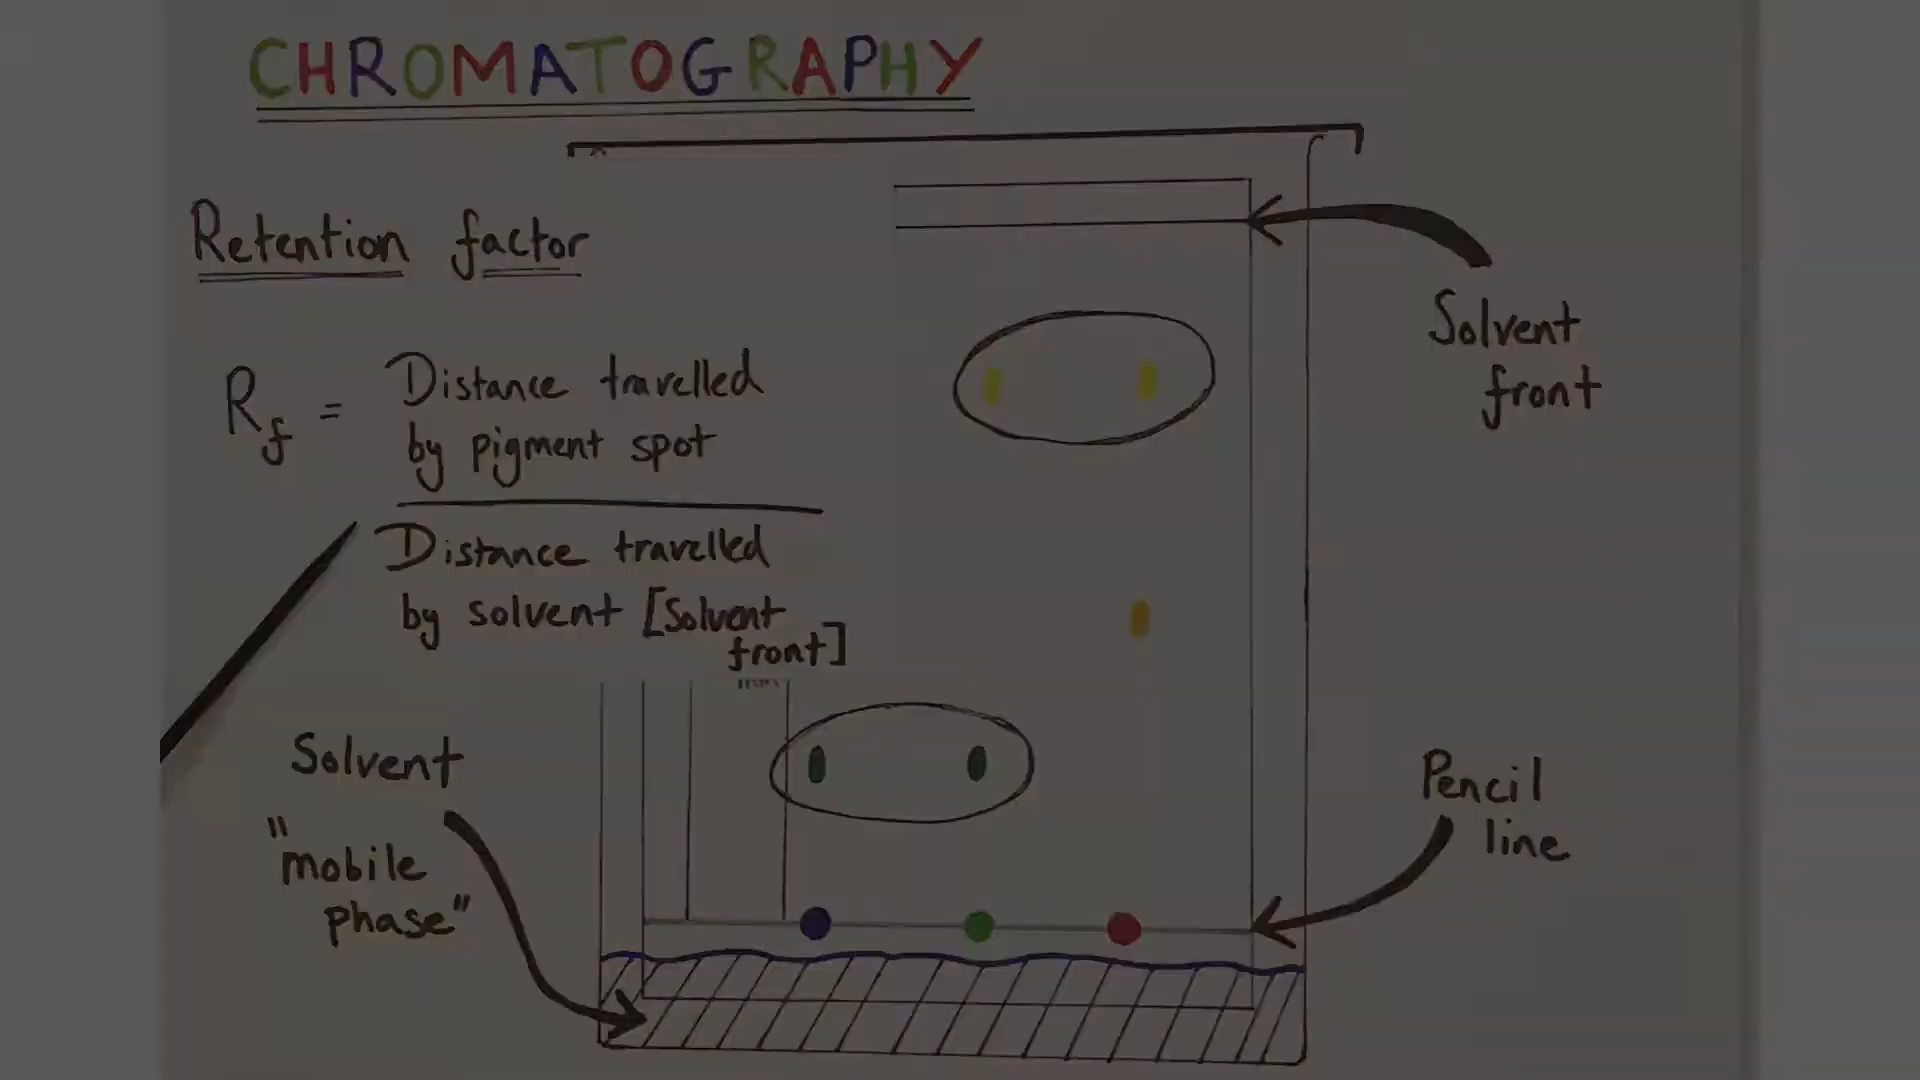 CHROMATOGRAPHY
Retention factor
Rf = Distance travelled
by pigment spot
Distance travelled
by solvent [Solvent
front]
Solvent
front
Solvent
"mobile
phase"
Pencil
line